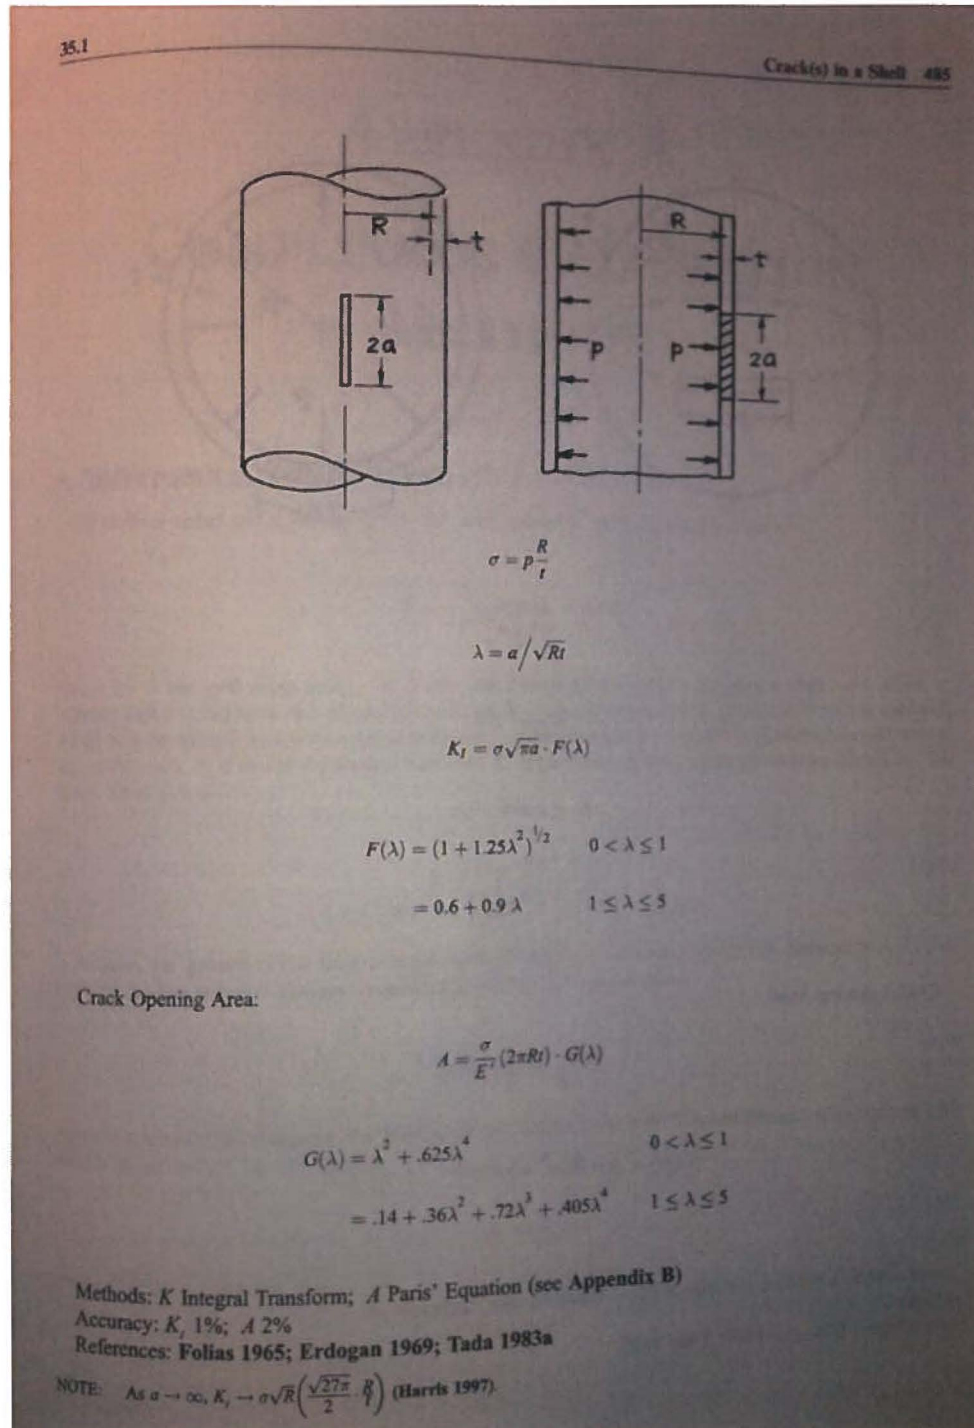 35.1
Crack(s) in a Shell 485
R
t
2a
R
t
p
p
2a
σ = p R/t
λ = a/√Rt
K_I = σ√πa · F(λ)
F(λ) = (1 + 1.25λ²)^1/2 0 < λ ≤ 1
= 0.6 + 0.9 λ 1 ≤ λ ≤ 5
Crack Opening Area:
A = σ/E' (2πRt) · G(λ)
G(λ) = λ² + .625λ⁴ 0 < λ ≤ 1
= .14 + .36λ² + .72λ³ + .405λ⁴ 1 ≤ λ ≤ 5
Methods: K Integral Transform; A Paris' Equation (see Appendix B)
Accuracy: K_I 1%; A 2%
References: Folias 1965; Erdogan 1969; Tada 1983a
NOTE: As a → ∞, K_I → σ√R (√27π/2 · R/t) (Harris 1997).